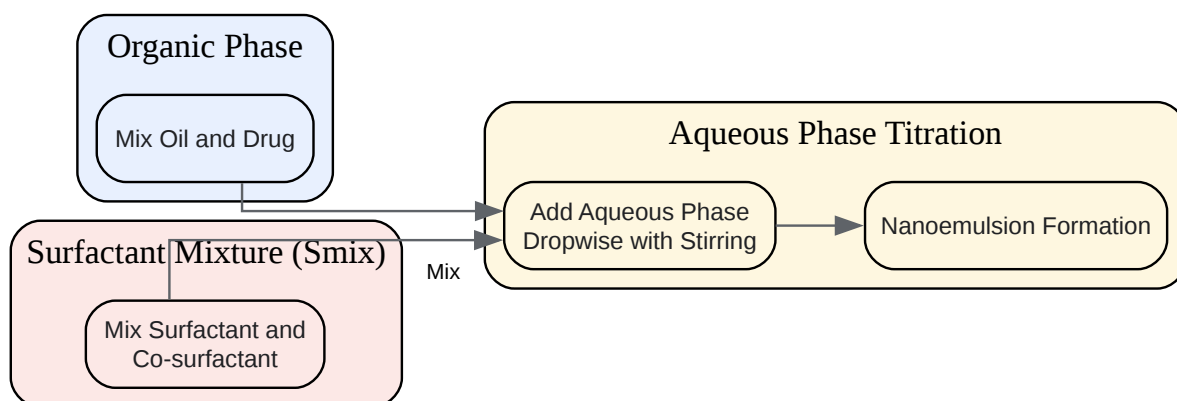 Organic Phase
Mix Oil and Drug
Surfactant Mixture (Smix)
Mix Surfactant and
Co-surfactant
Mix
Aqueous Phase Titration
Add Aqueous Phase
Dropwise with Stirring
Nanoemulsion Formation